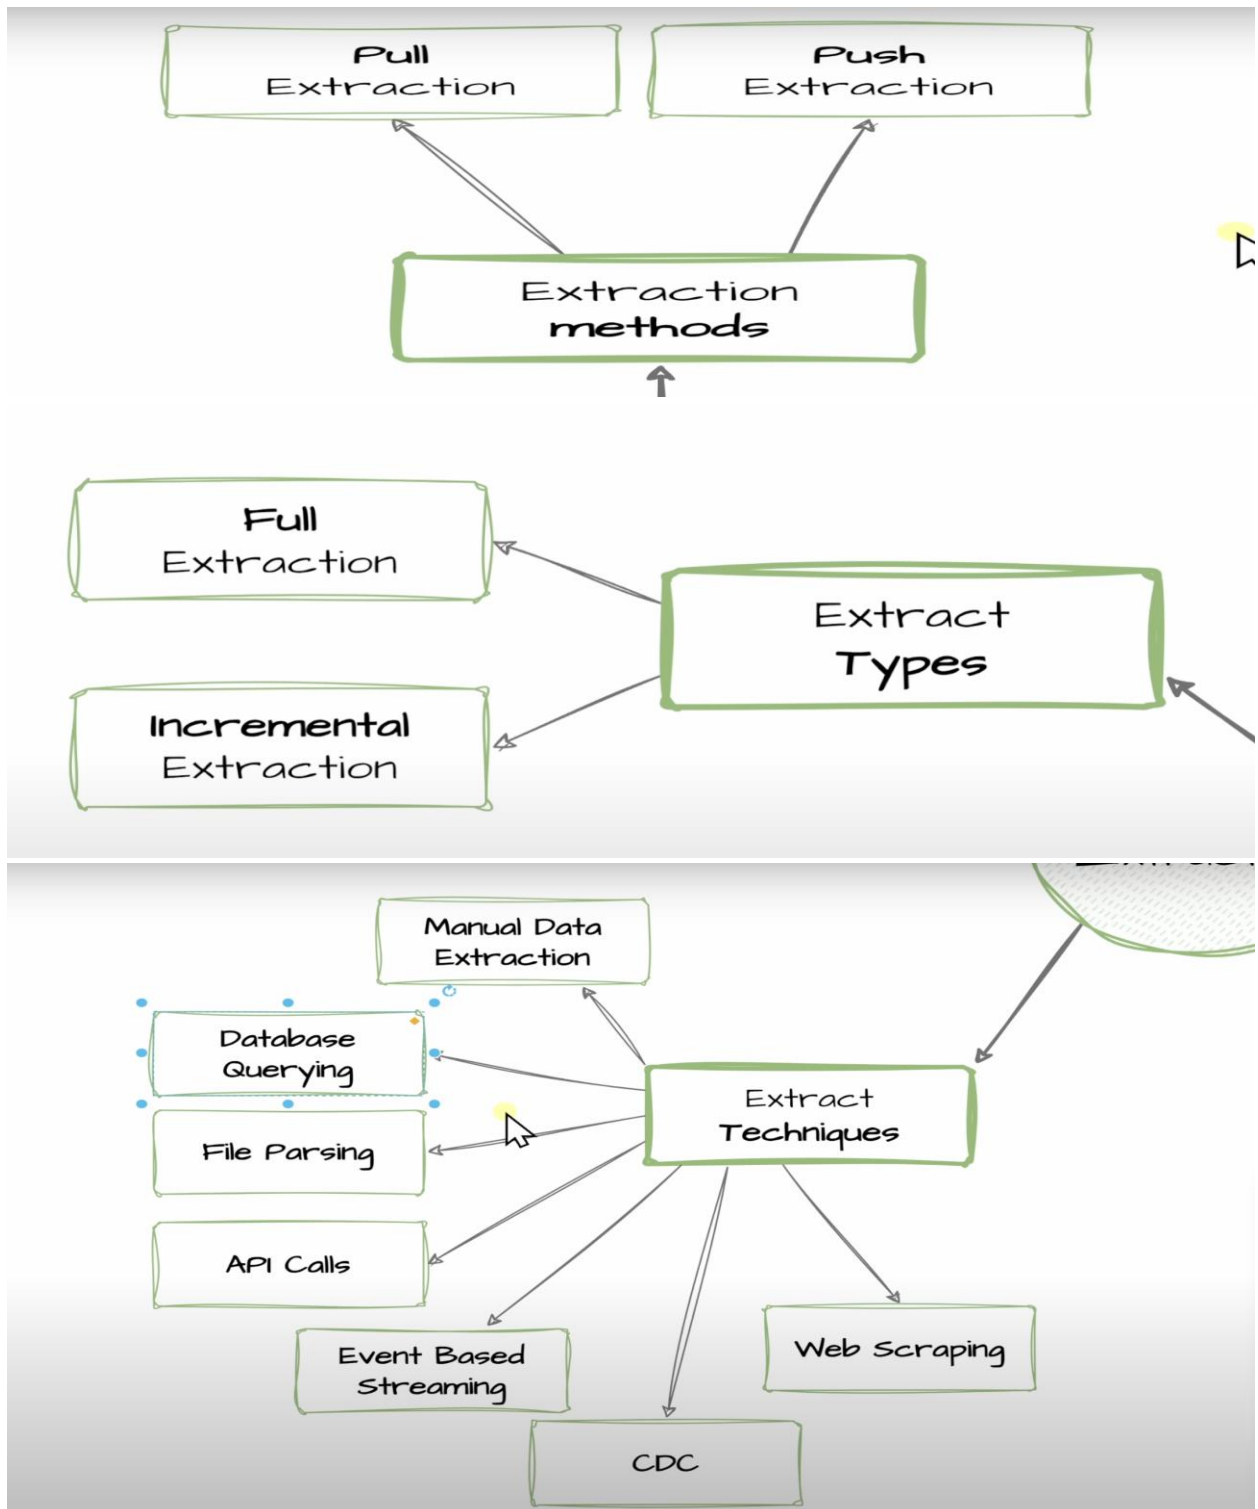 Pull
Extraction
Push
Extraction
Extraction
methods
Full
Extraction
Extract
Types
Incremental
Extraction
Manual Data
Extraction
Database
Querying
Extract
Techniques
File Parsing
API Calls
Event Based
Streaming
Web Scraping
CDC